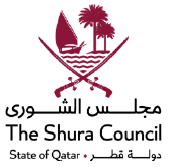 مجلس الشورى
The Shura Council
State of Qatar • دولة قطر